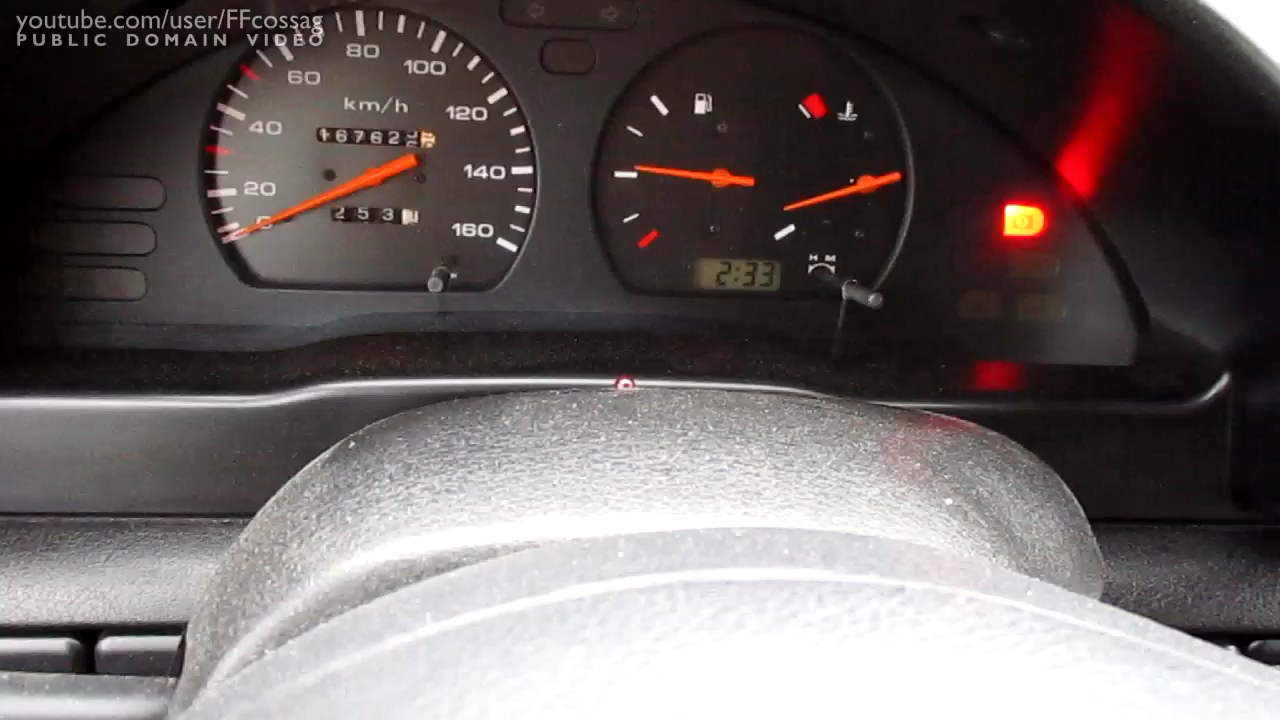 youtube.com/user/FFcossag
PUBLIC DOMAIN VIDEO
80
60
100
km/h
120
40
140
20
0
160
253
2:33
H M